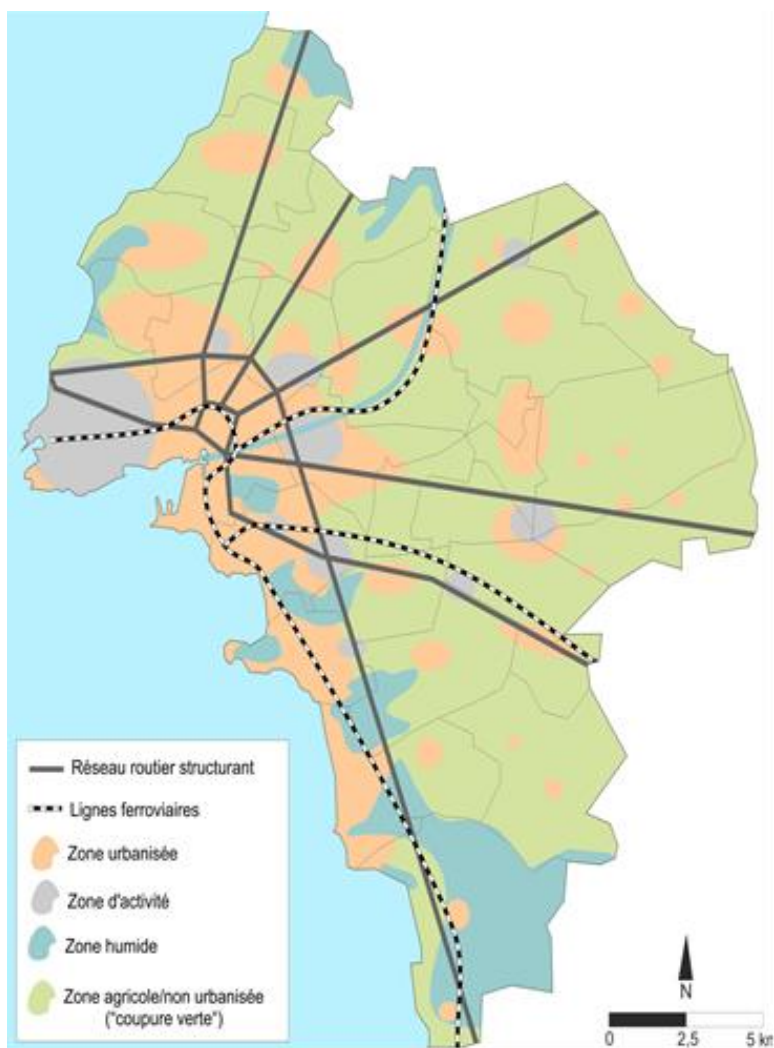 Réseau routier structurant
Lignes ferroviaires
Zone urbanisée
Zone d'activité
Zone humide
Zone agricole/non urbanisée
("coupure verte")
N
0 2,5 5 km